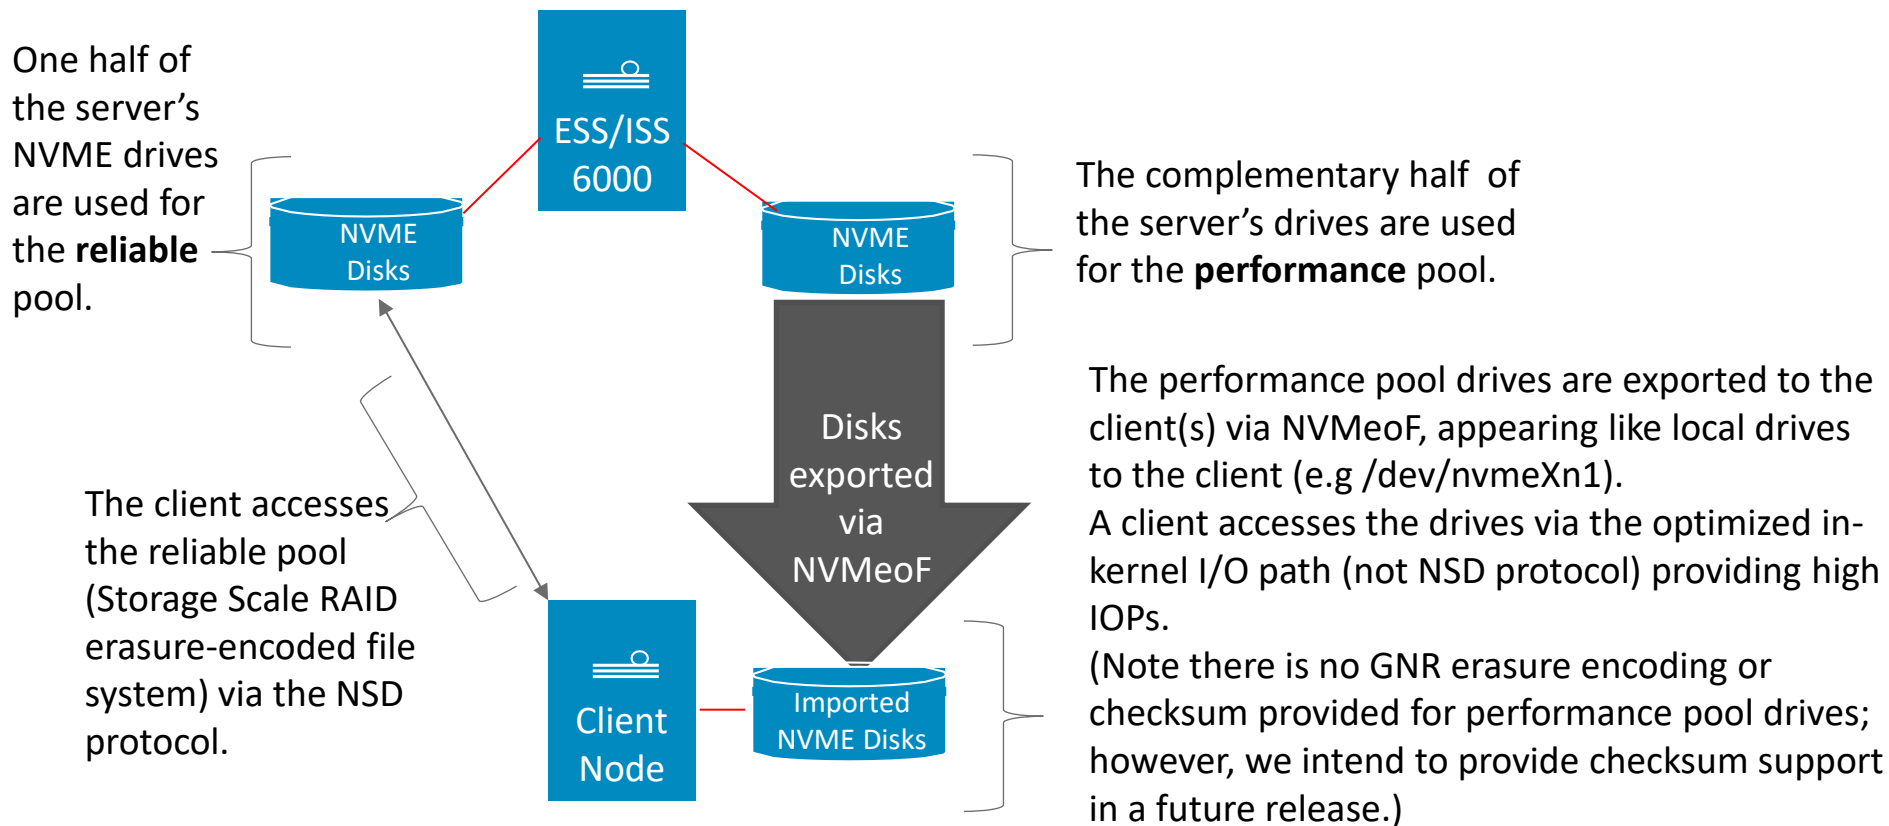 One half of
the server’s
NVME drives
are used for
the reliable
pool.
ESS/ISS
6000
NVME
Disks
NVME
Disks
The complementary half  of
the server’s drives are used
for the performance pool.
The client accesses
the reliable pool
(Storage Scale RAID
erasure-encoded file
system) via the NSD
protocol.
Disks
exported
via
NVMeoF
The performance pool drives are exported to the
client(s) via NVMeoF, appearing like local drives
to the client (e.g /dev/nvmeXn1).
A client accesses the drives via the optimized in-
kernel I/O path (not NSD protocol) providing high
IOPs.
(Note there is no GNR erasure encoding or
checksum provided for performance pool drives;
however, we intend to provide checksum support
in a future release.)
Client
Node
Imported
NVME Disks